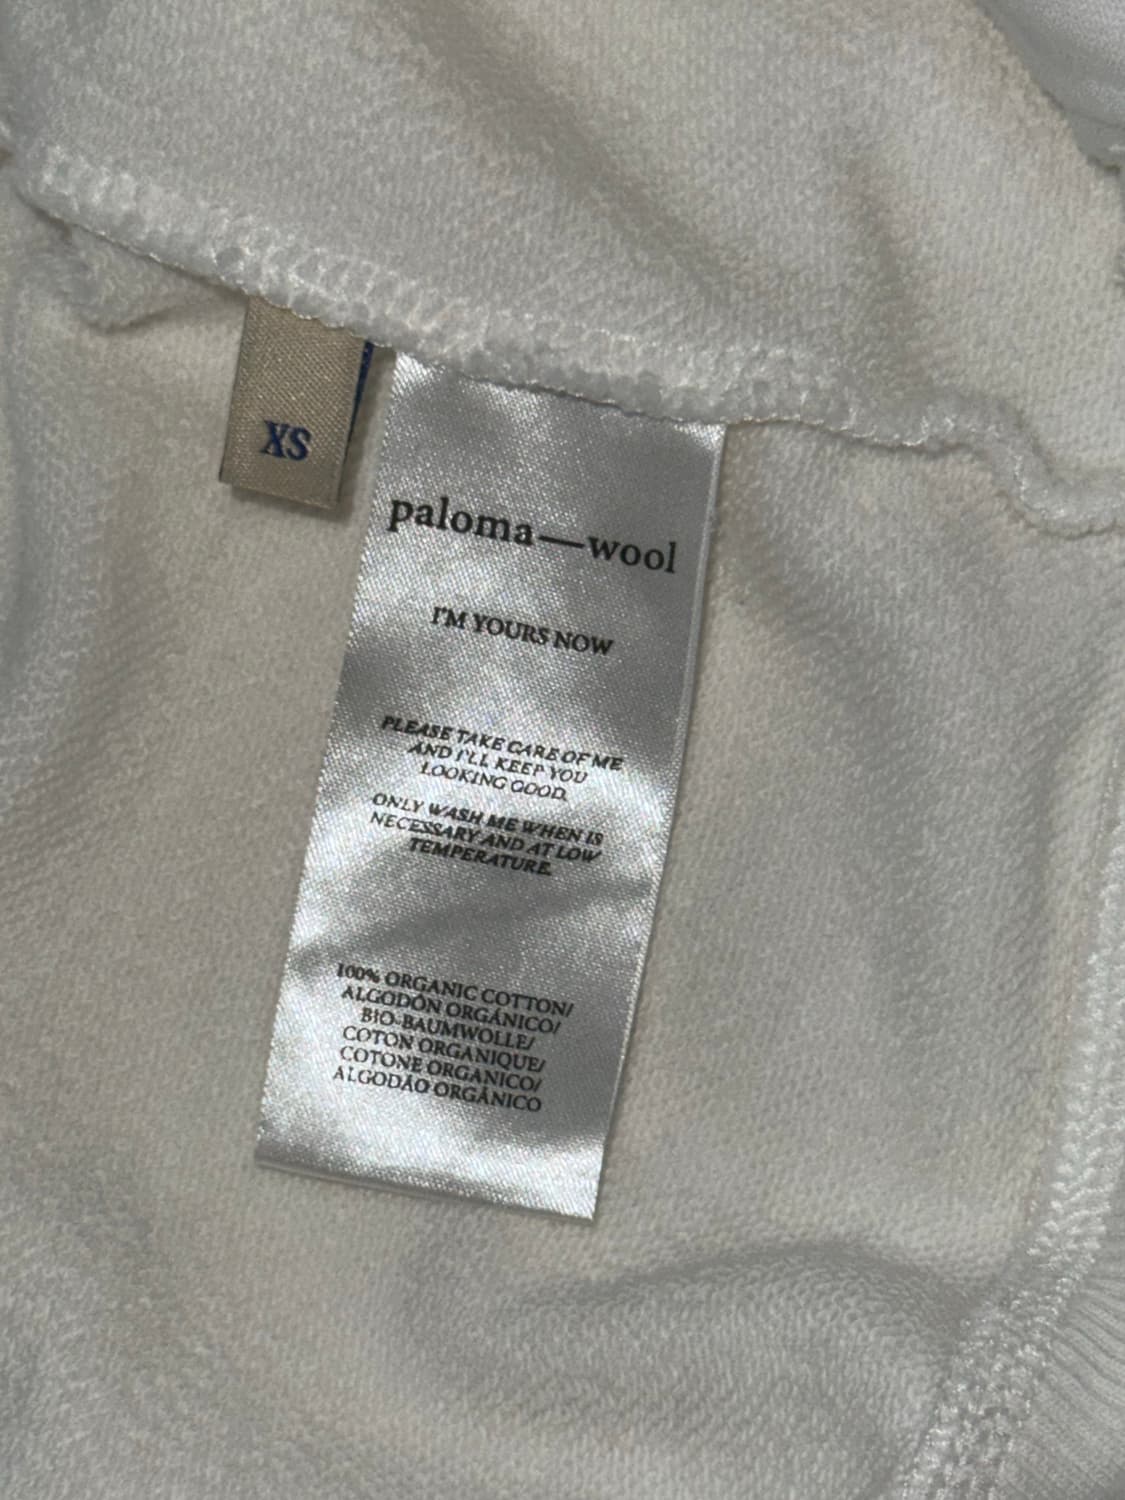 XS
paloma—wool
I'M YOURS NOW
PLEASE TAKE CARE OF ME
AND I'LL KEEP YOU
LOOKING GOOD.
ONLY WASH ME WHEN IS
NECESSARY AND AT LOW
TEMPERATURE.
100% ORGANIC COTTON/
ALGODÓN ORGÁNICO/
BIO-BAUMWOLLE/
COTON ORGANIQUE/
COTONE ORGANICO/
ALGODÃO ORGÂNICO